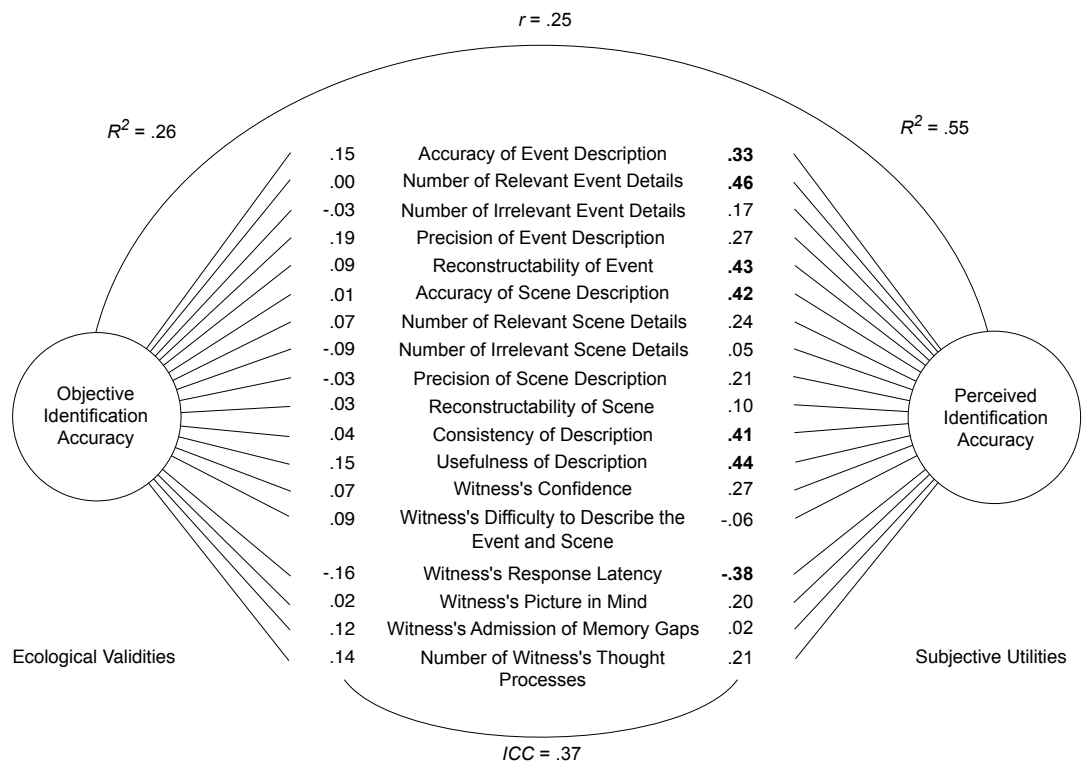 r = .25
R² = .26
R² = .55
.15 Accuracy of Event Description .33
.00 Number of Relevant Event Details .46
-.03 Number of Irrelevant Event Details .17
.19 Precision of Event Description .27
.09 Reconstructability of Event .43
.01 Accuracy of Scene Description .42
.07 Number of Relevant Scene Details .24
-.09 Number of Irrelevant Scene Details .05
-.03 Precision of Scene Description .21
.03 Reconstructability of Scene .10
.04 Consistency of Description .41
.15 Usefulness of Description .44
.07 Witness's Confidence .27
.09 Witness's Difficulty to Describe the -.06
Event and Scene
-.16 Witness's Response Latency -.38
.02 Witness's Picture in Mind .20
.12 Witness's Admission of Memory Gaps .02
.14 Number of Witness's Thought .21
Processes
Objective
Identification
Accuracy
Perceived
Identification
Accuracy
Ecological Validities
Subjective Utilities
ICC = .37